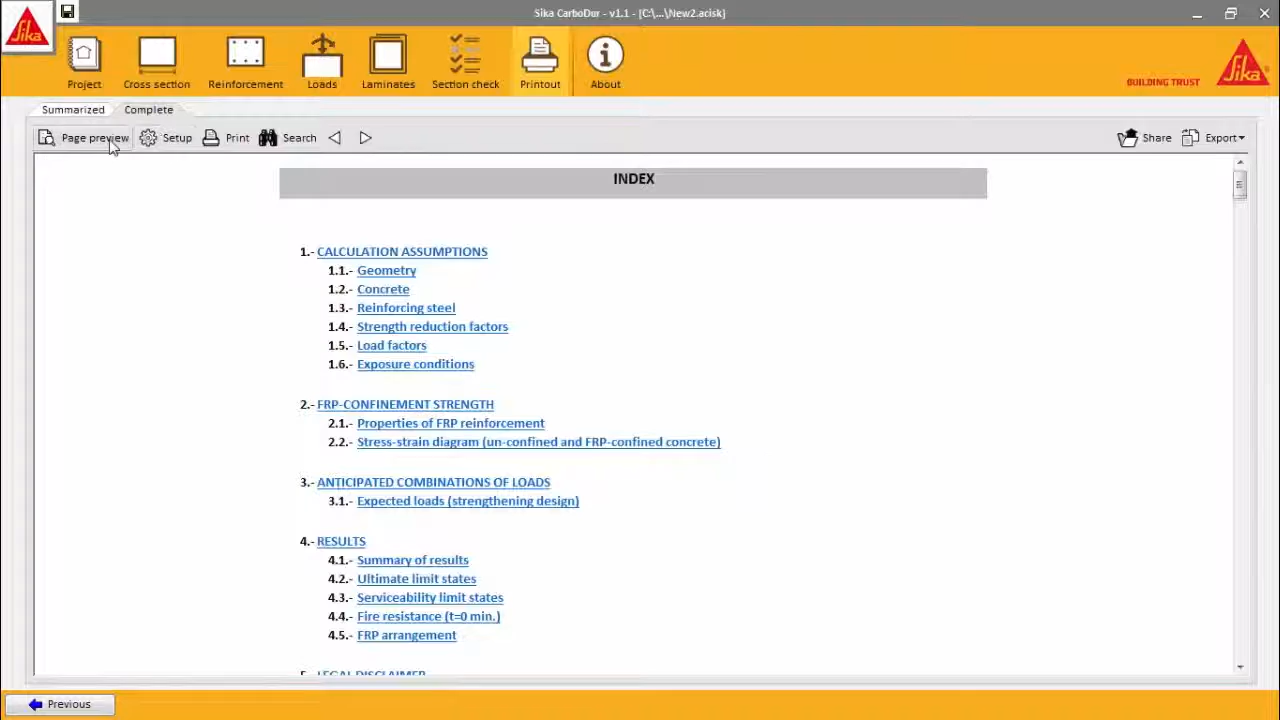 Sika CarboDur - v1.1 - [C:\...\New2.acisk]
Sika
Project
Cross section
Reinforcement
Loads
Laminates
Section check
Printout
About
BUILDING TRUST
Sika
Summarized
Complete
Page preview
Setup
Print
Search
Share
Export
INDEX
1.- CALCULATION ASSUMPTIONS
1.1.- Geometry
1.2.- Concrete
1.3.- Reinforcing steel
1.4.- Strength reduction factors
1.5.- Load factors
1.6.- Exposure conditions
2.- FRP-CONFINEMENT STRENGTH
2.1.- Properties of FRP reinforcement
2.2.- Stress-strain diagram (un-confined and FRP-confined concrete)
3.- ANTICIPATED COMBINATIONS OF LOADS
3.1.- Expected loads (strengthening design)
4.- RESULTS
4.1.- Summary of results
4.2.- Ultimate limit states
4.3.- Serviceability limit states
4.4.- Fire resistance (t=0 min.)
4.5.- FRP arrangement
5.- LEGAL DISCLAIMER
Previous